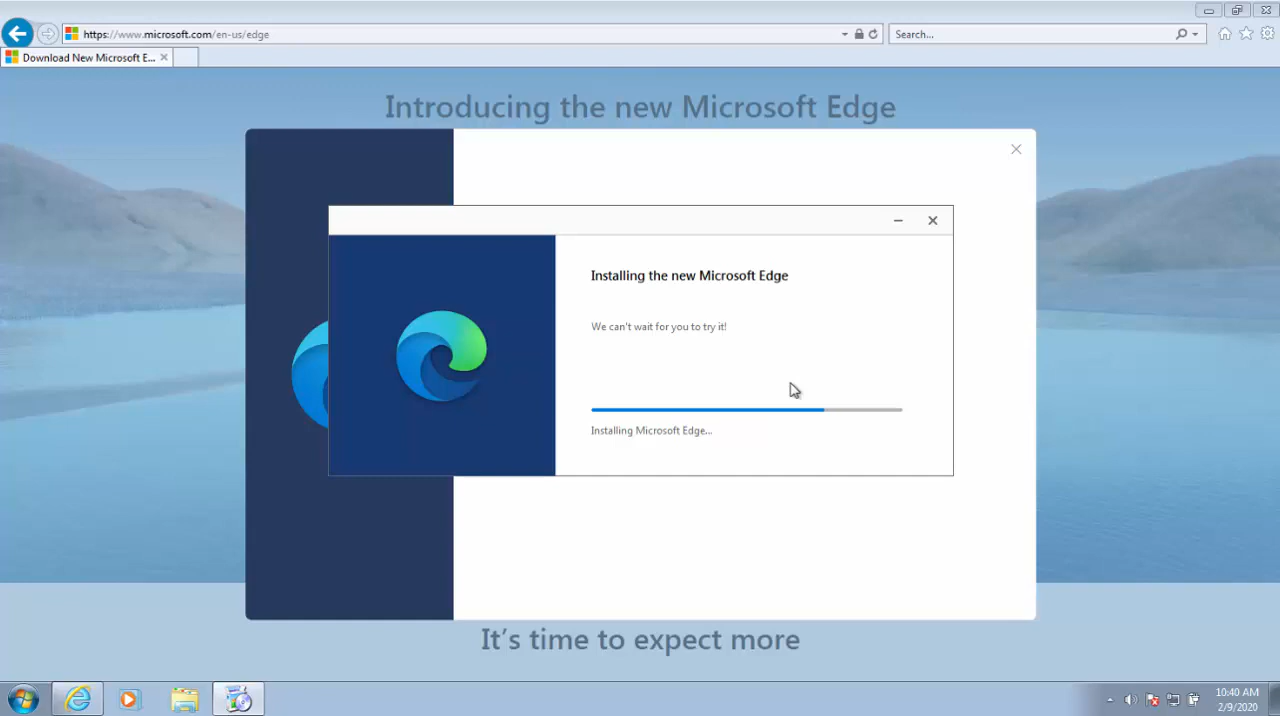 https://www.microsoft.com/en-us/edge
Search...
Download New Microsoft E...
Introducing the new Microsoft Edge
Installing the new Microsoft Edge
We can't wait for you to try it!
Installing Microsoft Edge...
It's time to expect more
10:40 AM
2/9/2020